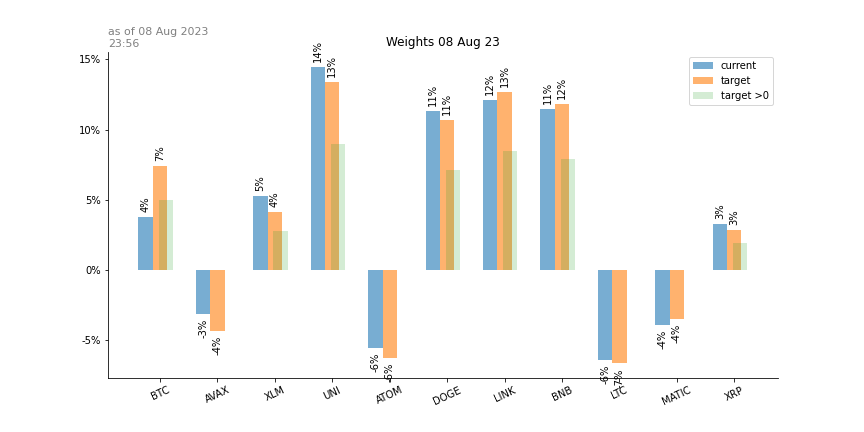 as of 08 Aug 2023
23:56
Weights 08 Aug 23
current
target
target >0
15%
10%
5%
0%
-5%
4%
7%
-3%
-4%
5%
4%
14%
13%
-6%
-6%
11%
11%
12%
13%
11%
12%
-6%
-7%
-4%
-4%
3%
3%
BTC
AVAX
XLM
UNI
ATOM
DOGE
LINK
BNB
LTC
MATIC
XRP